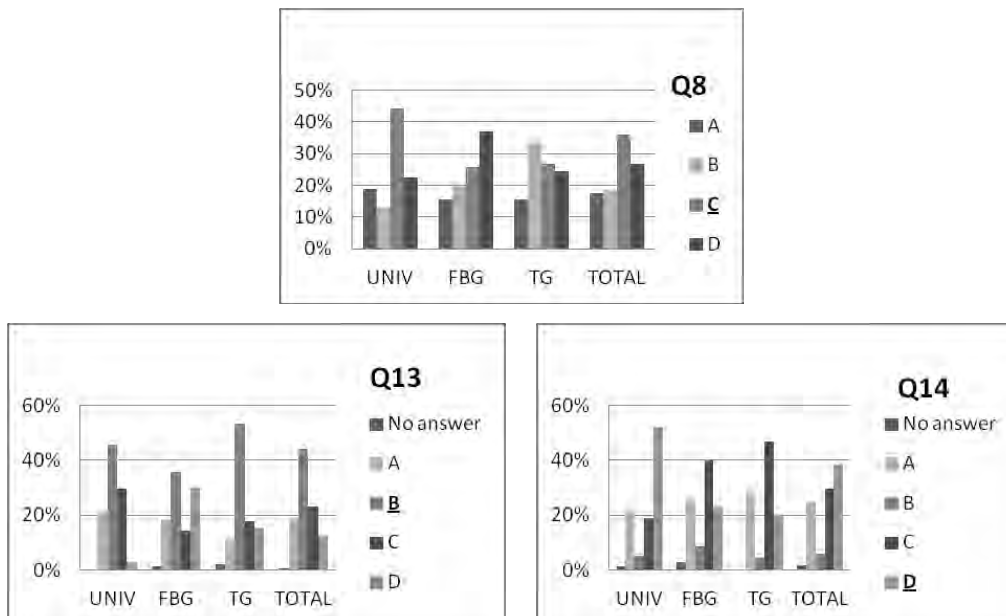 Q8
50%
40%
30%
20%
10%
0%
UNIV FBG TG TOTAL
A
B
C
D
Q13
60%
40%
20%
0%
UNIV FBG TG TOTAL
No answer
A
B
C
D
Q14
60%
40%
20%
0%
UNIV FBG TG TOTAL
No answer
A
B
C
D